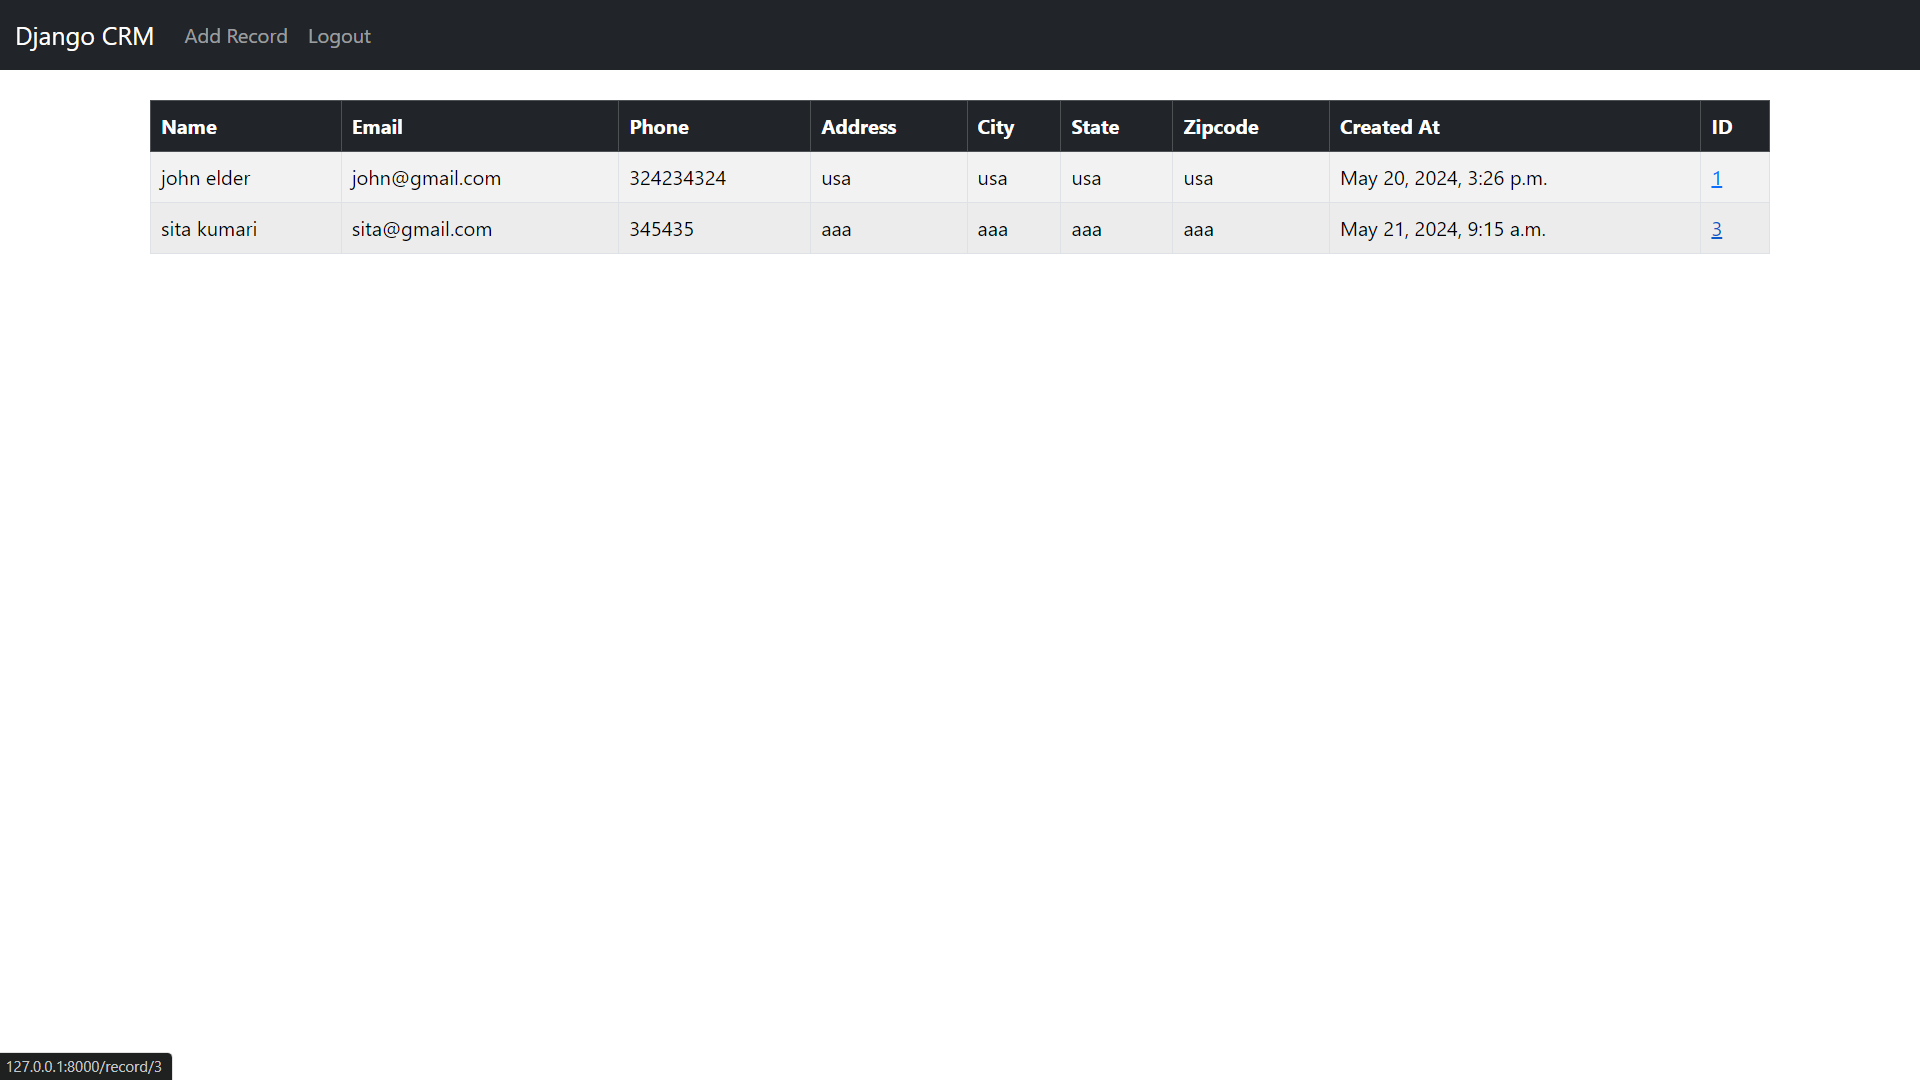 Django CRM Add Record Logout
Name Email Phone Address City State Zipcode Created At ID
john elder john@gmail.com 324234324 usa usa usa usa May 20, 2024, 3:26 p.m. 1
sita kumari sita@gmail.com 345435 aaa aaa aaa aaa May 21, 2024, 9:15 a.m. 3
127.0.0.1:8000/record/3